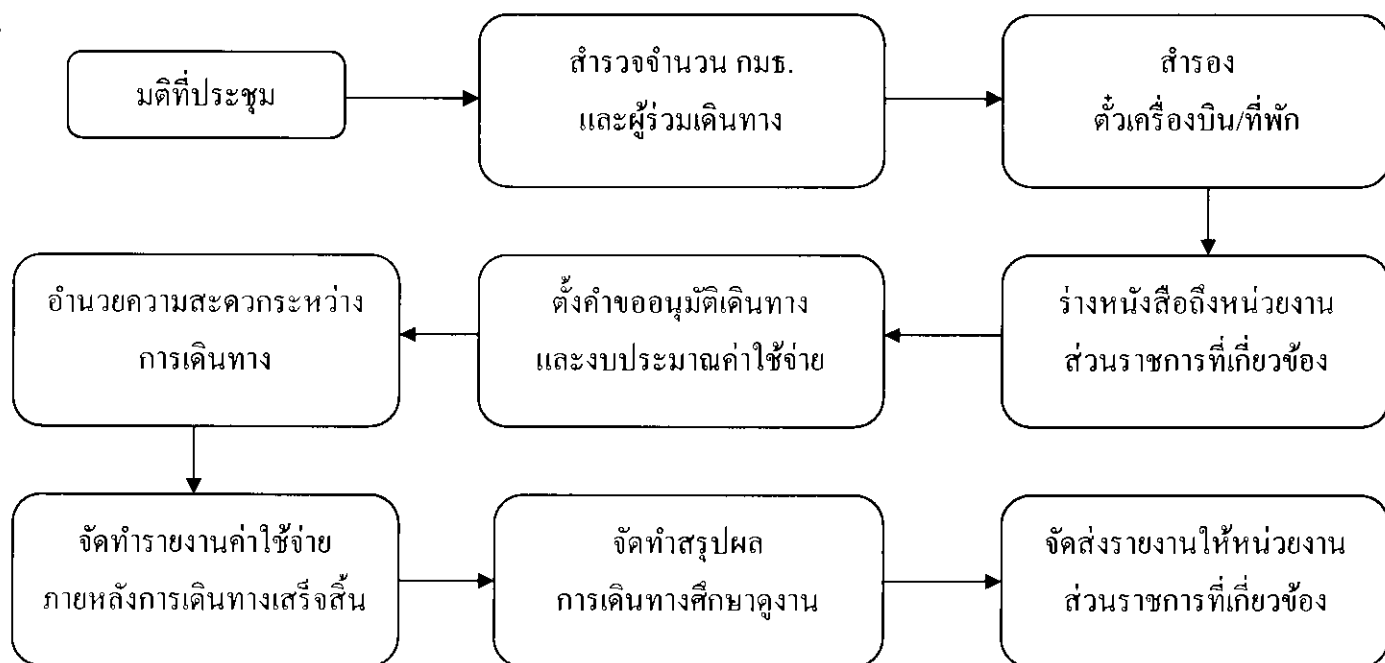 มติที่ประชุม
สำรวจจำนวน กมธ.
และผู้ร่วมเดินทาง
สำรอง
ตั๋วเครื่องบิน/ที่พัก
ร่างหนังสือถึงหน่วยงาน
ส่วนราชการที่เกี่ยวข้อง
ตั้งคำขออนุมัติเดินทาง
และงบประมาณค่าใช้จ่าย
อำนวยความสะดวกระหว่าง
การเดินทาง
จัดทำรายงานค่าใช้จ่าย
ภายหลังการเดินทางเสร็จสิ้น
จัดทำสรุปผล
การเดินทางศึกษาดูงาน
จัดส่งรายงานให้หน่วยงาน
ส่วนราชการที่เกี่ยวข้อง